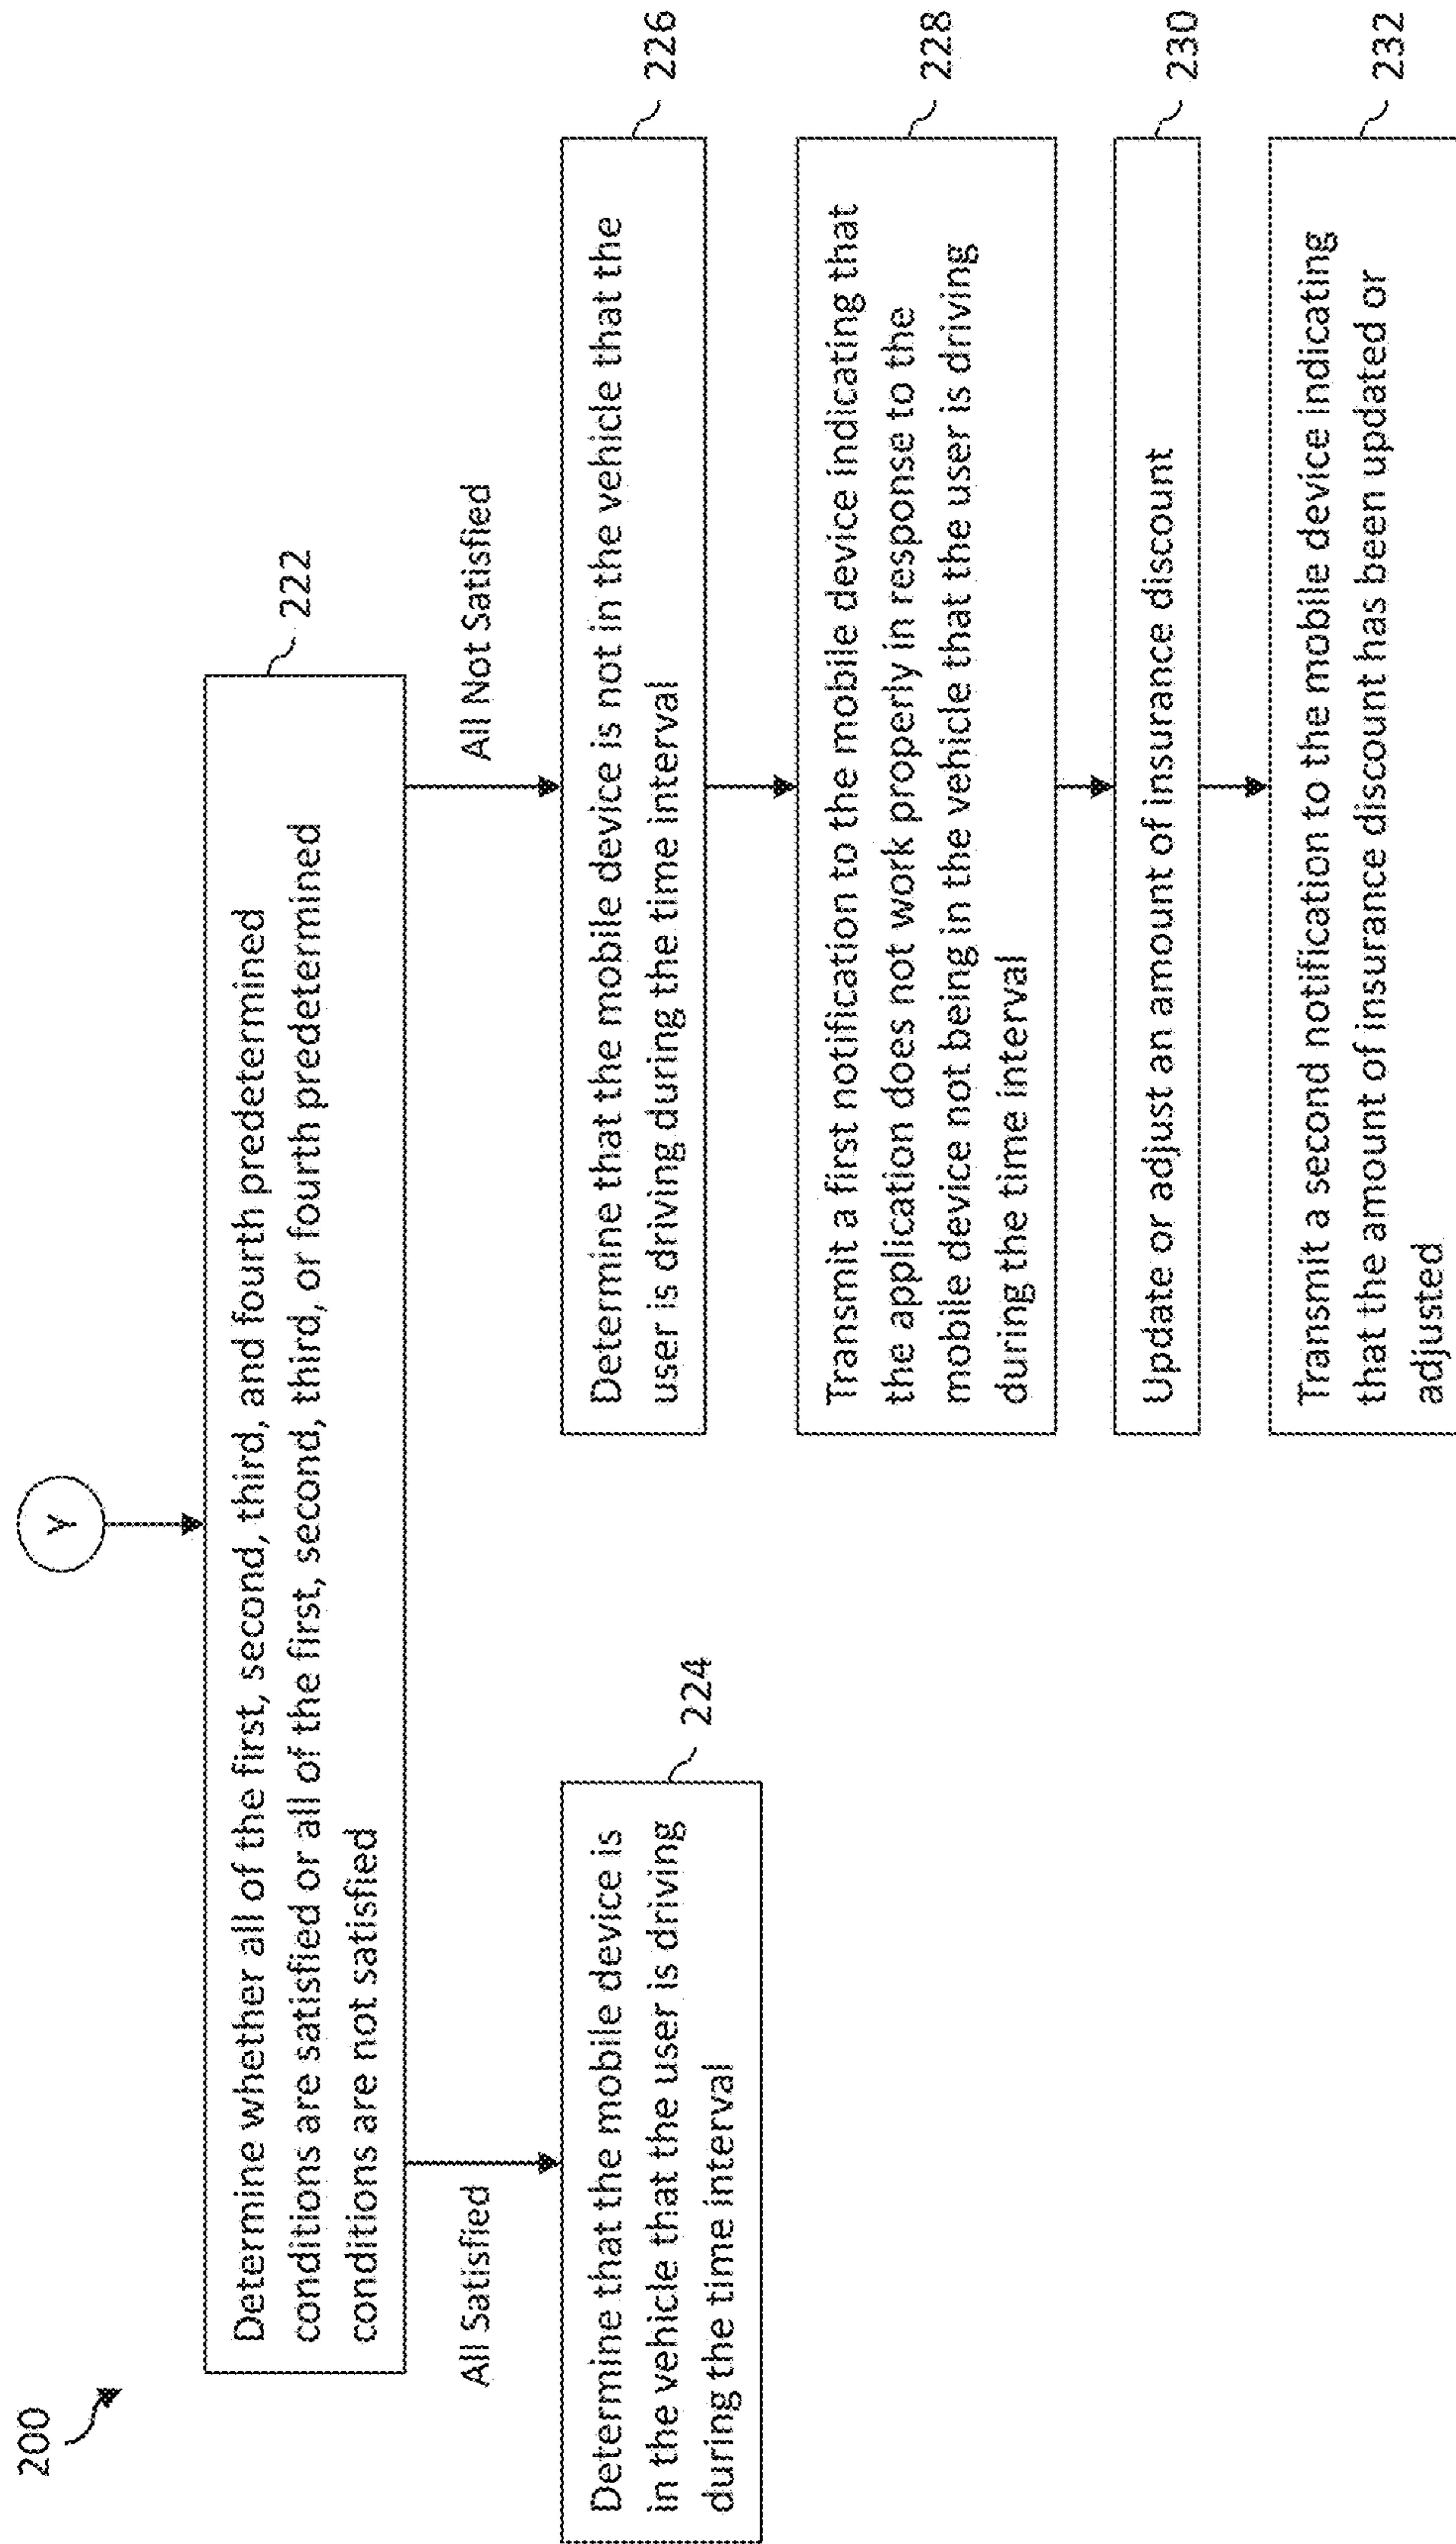 200
Y
222
Determine whether all of the first, second, third, and fourth predetermined
conditions are satisfied or all of the first, second, third, or fourth predetermined
conditions are not satisfied
All Satisfied
All Not Satisfied
224
Determine that the mobile device is
in the vehicle that the user is driving
during the time interval
226
Determine that the mobile device is not in the vehicle that the
user is driving during the time interval
228
Transmit a first notification to the mobile device indicating that
the application does not work properly in response to the
mobile device not being in the vehicle that the user is driving
during the time interval
230
Update or adjust an amount of insurance discount
232
Transmit a second notification to the mobile device indicating
that the amount of insurance discount has been updated or
adjusted